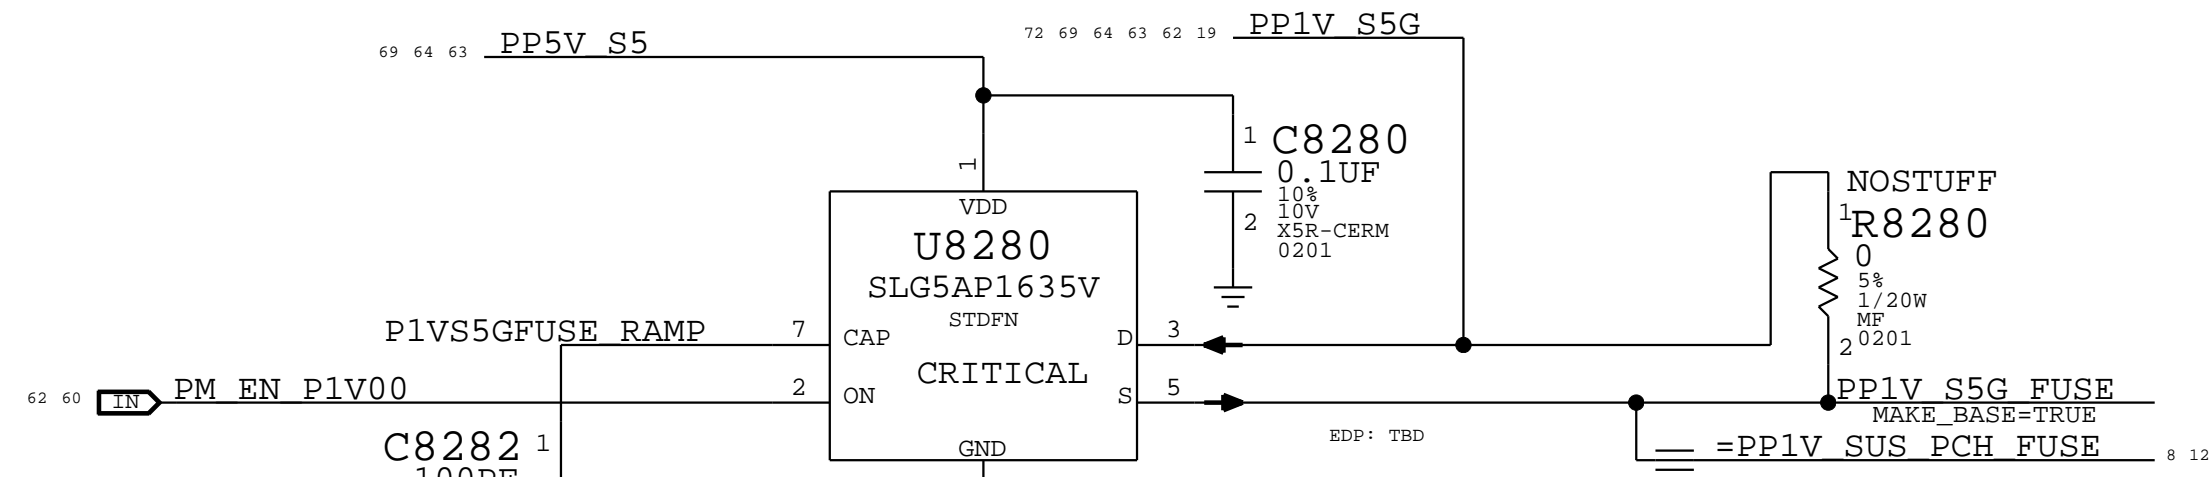 72 69 64 63 62 19 PP1V_S5G
69 64 63 PP5V_S5
1 C8280
0.1UF
10%
10V
2 X5R-CERM
0201
1
NOSTUFF
1 R8280
0
5%
1/20W
MF
2 0201
VDD
U8280
SLG5AP1635V
STDFN
P1VS5GFUSE_RAMP 7 CAP D 3
CRITICAL
62 60 IN PM_EN_P1V00 2 ON S 5 PP1V_S5G_FUSE
MAKE_BASE=TRUE
EDP: TBD
C8282 1 GND =PP1V_SUS_PCH_FUSE 8 12